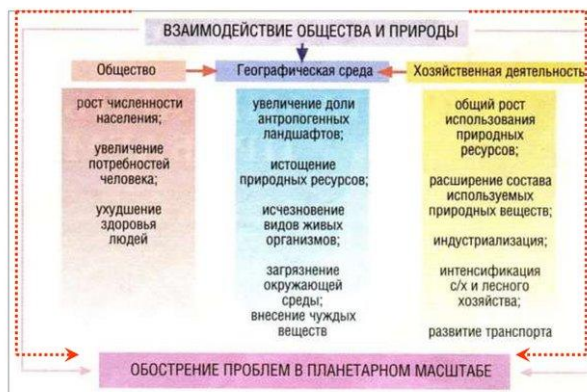 ВЗАИМОДЕЙСТВИЕ ОБЩЕСТВА И ПРИРОДЫ
Общество
рост численности
населения;
увеличение
потребностей
человека;
ухудшение
здоровья
людей
Географическая среда
увеличение доли
антропогенных
ландшафтов;
истощение
природных ресурсов;
исчезновение
видов живых
организмов;
загрязнение
окружающей
среды;
внесение чуждых
веществ
Хозяйственная деятельность
общий рост
использования
природных
ресурсов;
расширение состава
используемых
природных веществ;
индустриализация;
интенсификация
с/х и лесного
хозяйства;
развитие транспорта
ОБОСТРЕНИЕ ПРОБЛЕМ В ПЛАНЕТАРНОМ МАСШТАБЕ